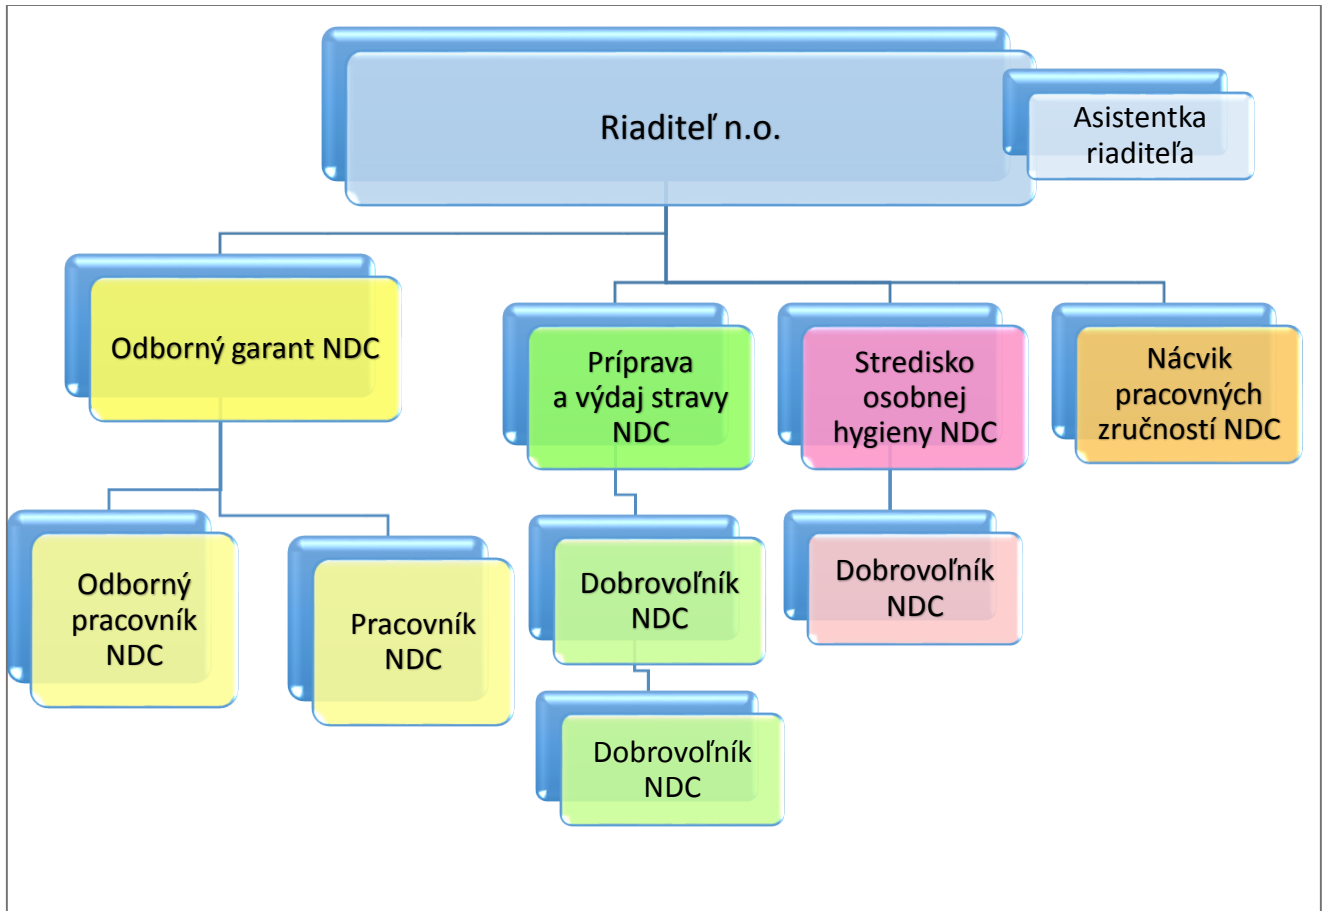 Riaditeľ n.o.
Asistentka
riaditeľa
Odborný garant NDC
Príprava
a výdaj stravy
NDC
Stredisko
osobnej
hygieny NDC
Nácvik
pracovných
zručností NDC
Odborný
pracovník
NDC
Pracovník
NDC
Dobrovoľník
NDC
Dobrovoľník
NDC
Dobrovoľník
NDC